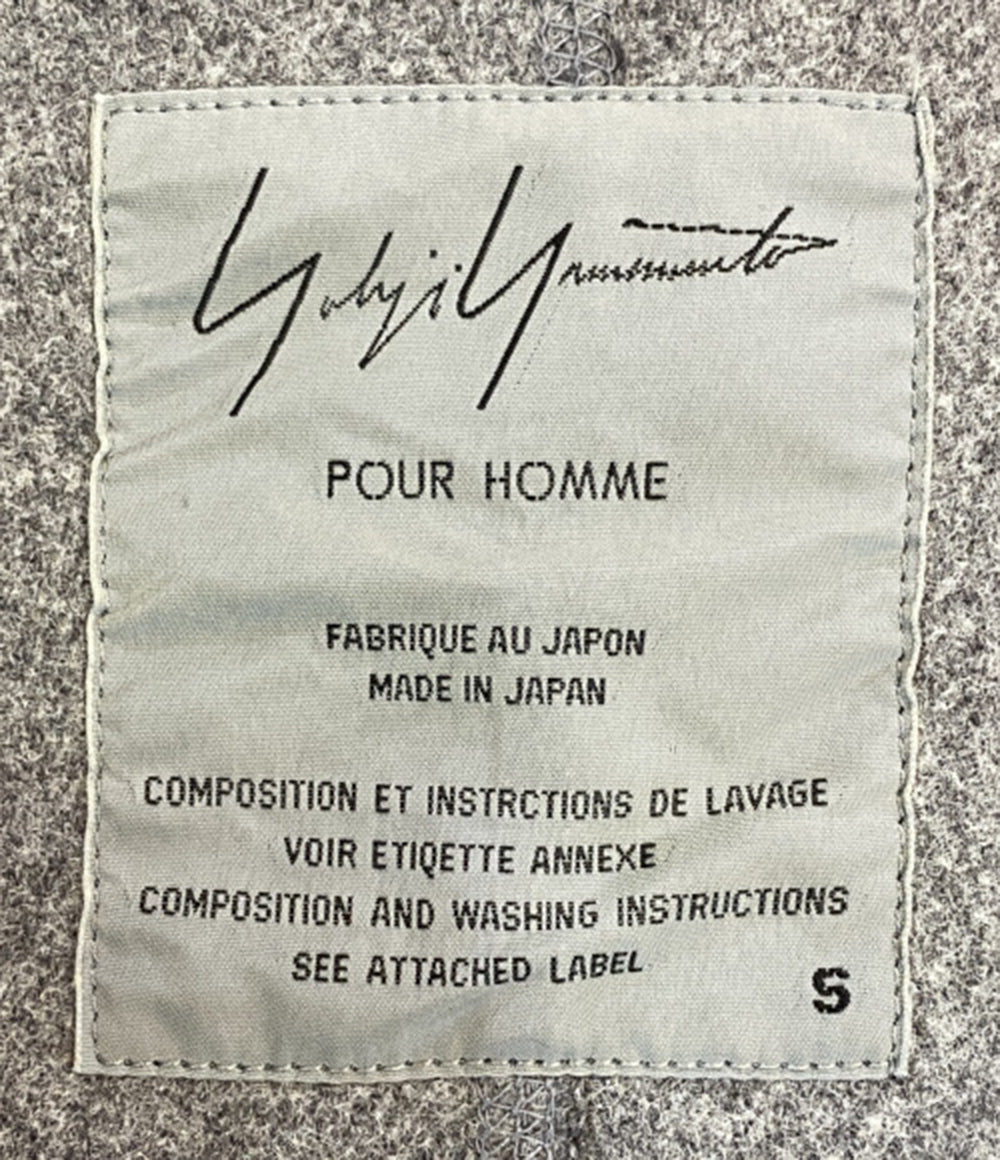 Yohji Yamamoto
POUR HOMME
FABRIQUE AU JAPON
MADE IN JAPAN
COMPOSITION ET INSTRCTIONS DE LAVAGE
VOIR ETIQETTE ANNEXE
COMPOSITION AND WASHING INSTRUCTIONS
SEE ATTACHED LABEL
S